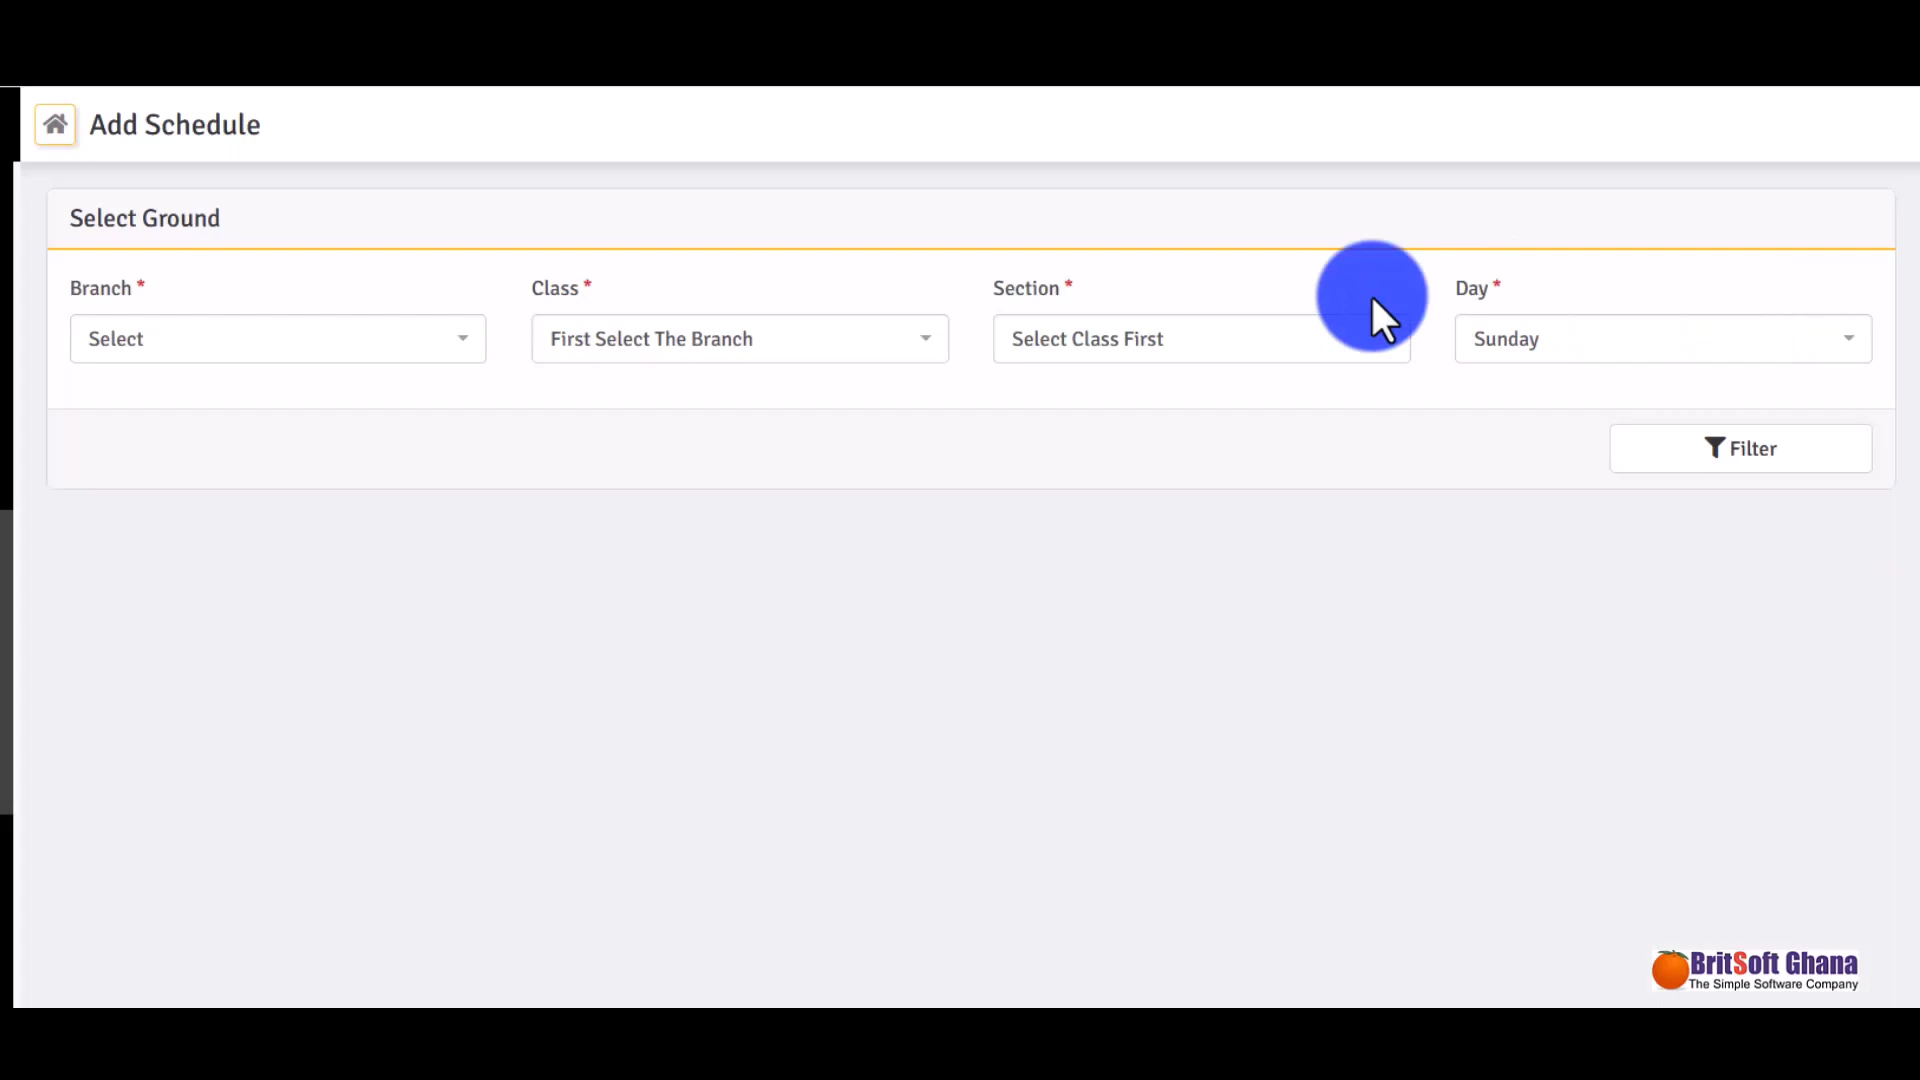 Add Schedule
Select Ground
Branch *
Class *
Section *
Day *
Select
First Select The Branch
Select Class First
Sunday
Filter
BritSoft Ghana
The Simple Software Company